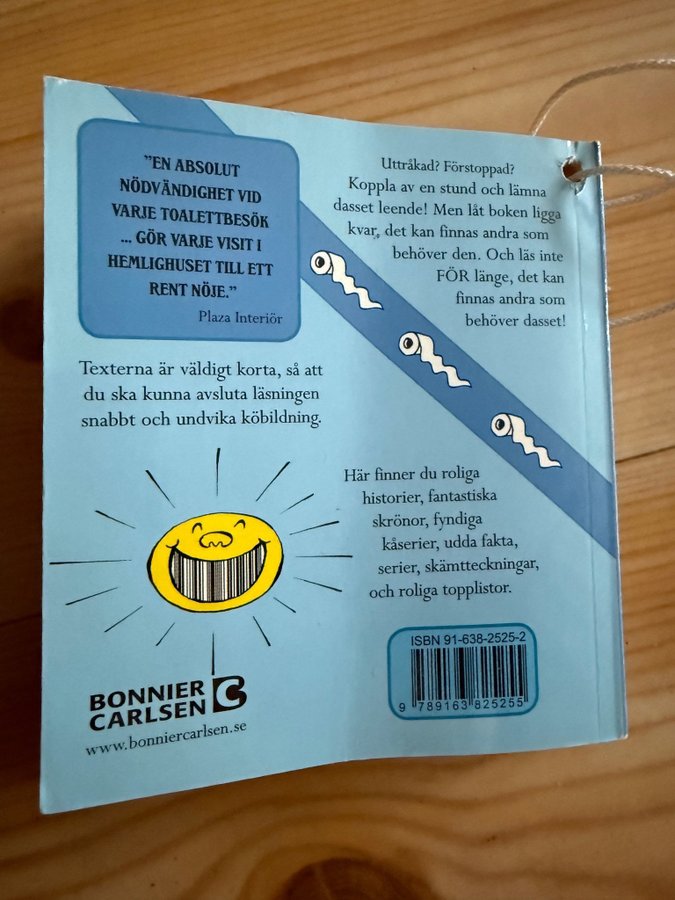 ”EN ABSOLUT
NÖDVÄNDIGHET VID
VARJE TOALETTBESÖK
... GÖR VARJE VISIT I
HEMLIGHUSET TILL ETT
RENT NÖJE.”
Plaza Interiör
Uttråkad? Förstoppad?
Koppla av en stund och lämna
dasset leende! Men låt boken ligga
kvar, det kan finnas andra som
behöver den. Och läs inte
FÖR länge, det kan
finnas andra som
behöver dasset!
Texterna är väldigt korta, så att
du ska kunna avsluta läsningen
snabbt och undvika köbildning.
Här finner du roliga
historier, fantastiska
skrönor, fyndiga
kåserier, udda fakta,
serier, skämtteckningar,
och roliga topplistor.
BONNIER
CARLSEN
www.bonniercarlsen.se
ISBN 91-638-2525-2
9 789163 825255